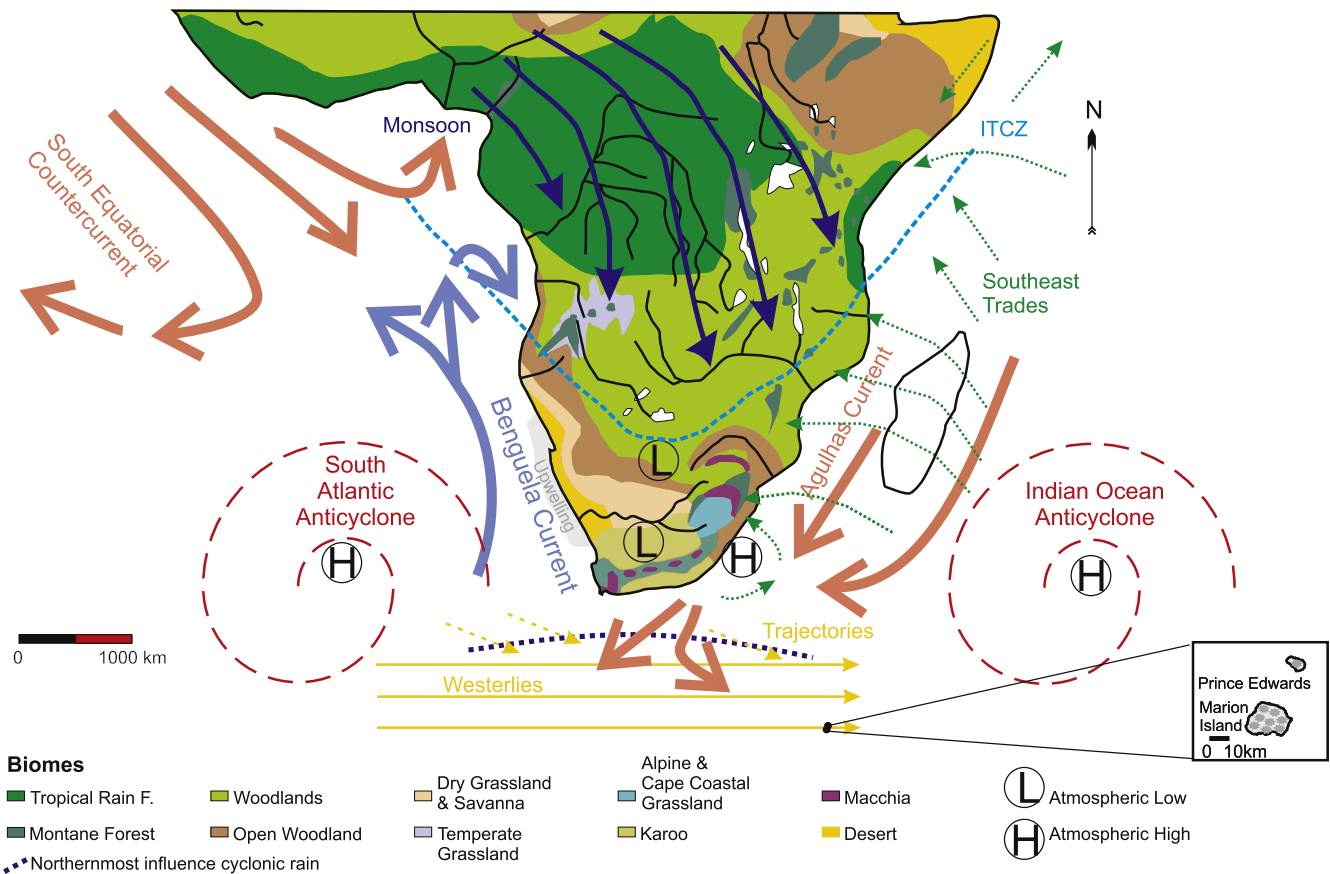 Monsoon
South Equatorial
Countercurrent
ITCZ
N
Southeast
Trades
Agulhas Current
Benguela Current
Upwelling
L
L
H
South
Atlantic
Anticyclone
H
Indian Ocean
Anticyclone
H
Trajectories
Westerlies
0 1000 km
Prince Edwards
Marion
Island
0 10km
Biomes
Tropical Rain F.
Woodlands
Dry Grassland
& Savanna
Alpine &
Cape Coastal
Grassland
Macchia
L Atmospheric Low
Montane Forest
Open Woodland
Temperate
Grassland
Karoo
Desert
H Atmospheric High
Northernmost influence cyclonic rain